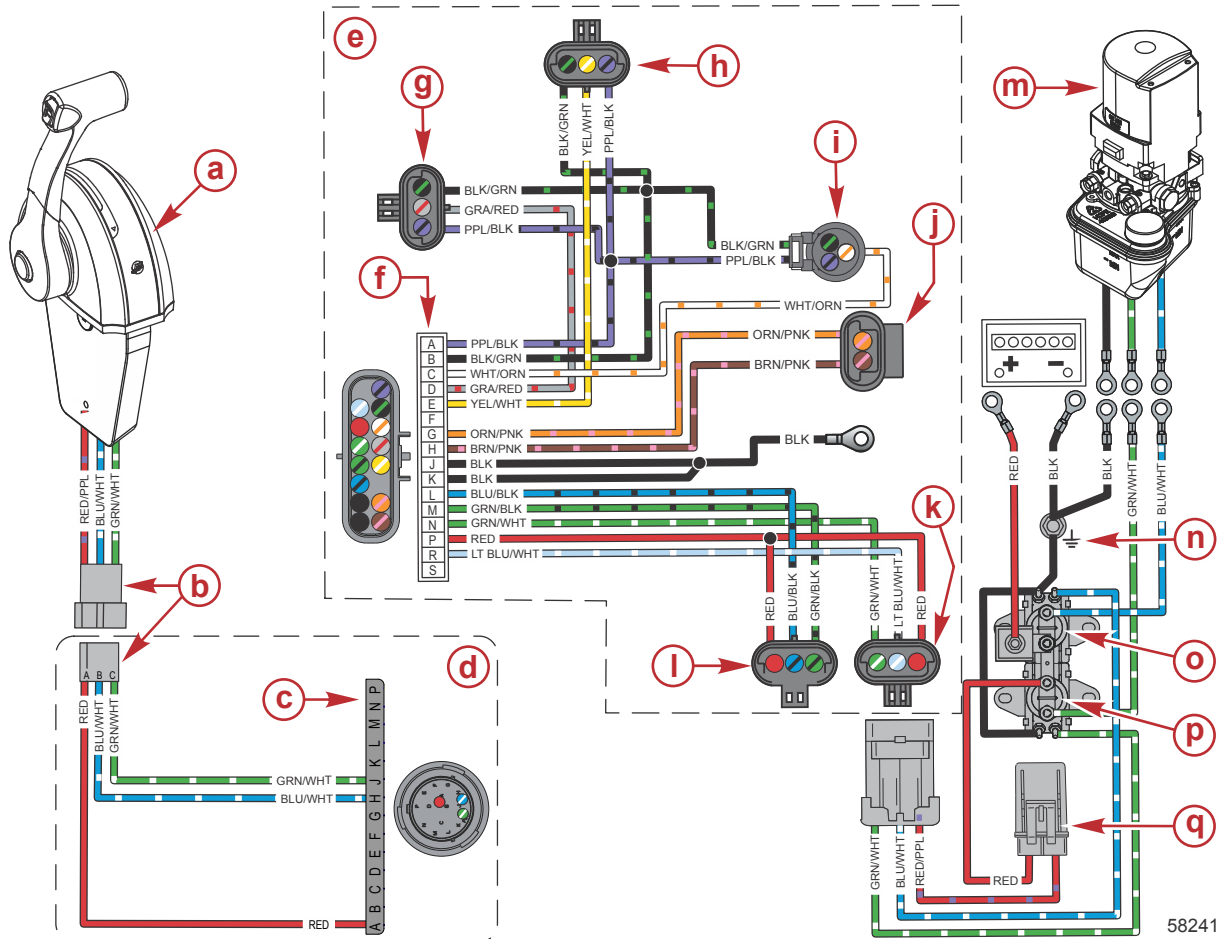 e
h
g
m
a
i
j
f
BLK/GRN
YEL/WHT
PPL/BLK
BLK/GRN
GRA/RED
PPL/BLK
BLK/GRN
PPL/BLK
WHT/ORN
ORN/PNK
BRN/PNK
A PPL/BLK
B BLK/GRN
C WHT/ORN
D GRA/RED
E YEL/WHT
F
G ORN/PNK
H BRN/PNK
J BLK
K BLK
L BLU/BLK
M GRN/BLK
N GRN/WHT
P RED
R LT BLU/WHT
S
BLK
RED/PPL
BLU/WHT
GRN/WHT
b
A B C
RED
BLU/WHT
GRN/WHT
d
c
P
N
M
L
K
J
H
G
F
E
D
C
B
A
GRN/WHT
BLU/WHT
RED
RED
BLU/BLK
GRN/BLK
GRN/WHT
LT BLU/WHT
RED
k
l
+ -
RED
BLK
BLK
GRN/WHT
BLU/WHT
n
o
p
q
GRN/WHT
BLU/WHT
RED/PPL
RED
58241